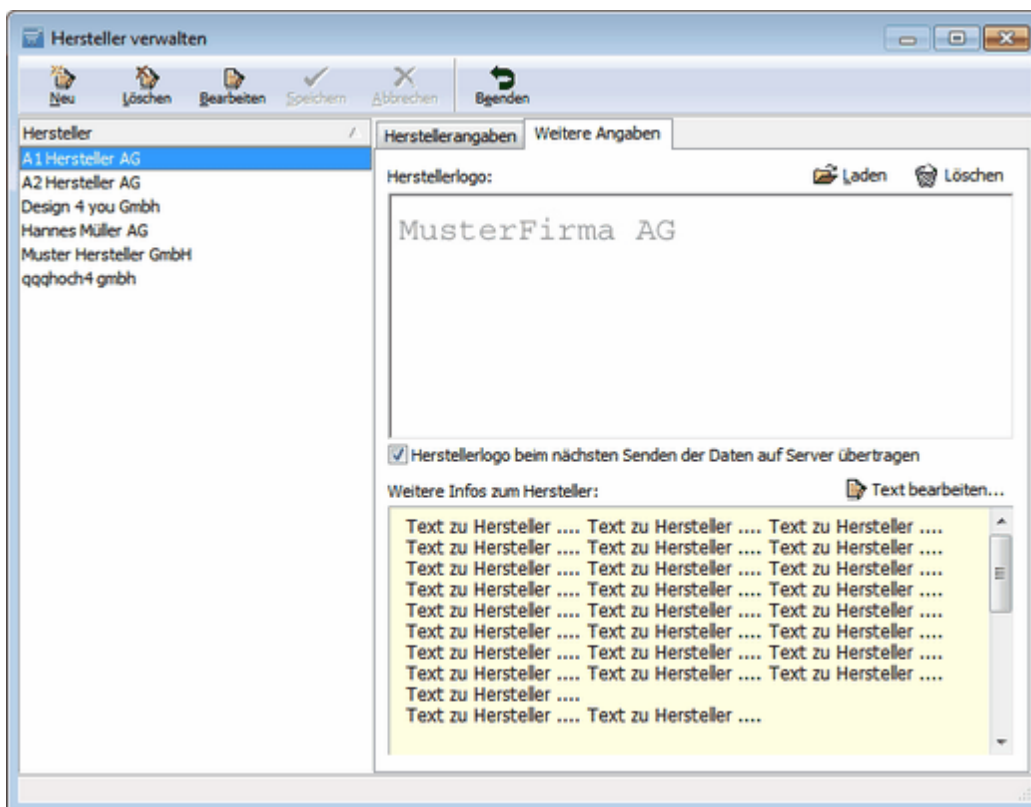 Hersteller verwalten
Neu Löschen Bearbeiten Speichern Abbrechen Beenden
Hersteller
A1 Hersteller AG
A2 Hersteller AG
Design 4 you Gmbh
Hannes Müller AG
Muster Hersteller GmbH
qqqhoch4 gmbh
Herstellerangaben Weitere Angaben
Herstellerlogo: Laden Löschen
MusterFirma AG
Herstellerlogo beim nächsten Senden der Daten auf Server übertragen
Weitere Infos zum Hersteller: Text bearbeiten...
Text zu Hersteller .... Text zu Hersteller .... Text zu Hersteller ....
Text zu Hersteller .... Text zu Hersteller .... Text zu Hersteller ....
Text zu Hersteller .... Text zu Hersteller .... Text zu Hersteller ....
Text zu Hersteller .... Text zu Hersteller .... Text zu Hersteller ....
Text zu Hersteller .... Text zu Hersteller .... Text zu Hersteller ....
Text zu Hersteller .... Text zu Hersteller .... Text zu Hersteller ....
Text zu Hersteller .... Text zu Hersteller .... Text zu Hersteller ....
Text zu Hersteller .... Text zu Hersteller .... Text zu Hersteller ....
Text zu Hersteller ....
Text zu Hersteller .... Text zu Hersteller ....